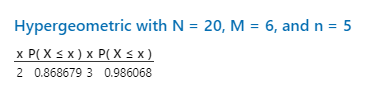 Hypergeometric with N = 20, M = 6, and n = 5
x P( X ≤ x ) x P( X ≤ x )
2 0.868679 3 0.986068